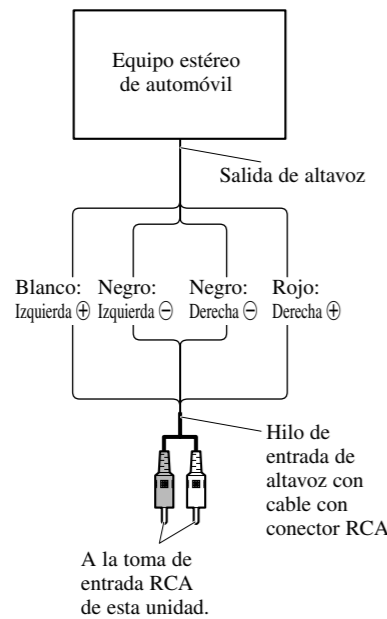 Equipo estéreo
de automóvil
Salida de altavoz
Blanco: Negro: Negro: Rojo:
Izquierda ⊕ Izquierda ⊖ Derecha ⊖ Derecha ⊕
Hilo de
entrada de
altavoz con
cable con
conector RCA
A la toma de
entrada RCA
de esta unidad.